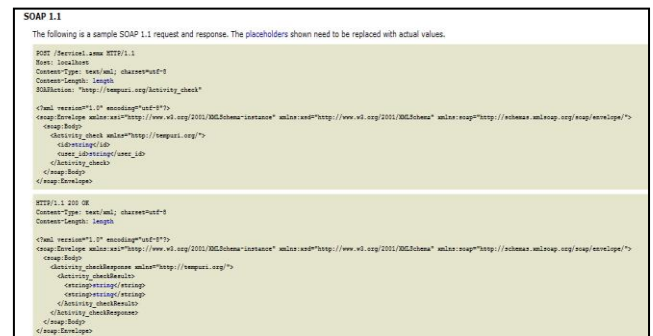 SOAP 1.1
The following is a sample SOAP 1.1 request and response. The placeholders shown need to be replaced with actual values.
POST /Service1.asmx HTTP/1.1
Host: localhost
Content-Type: text/xml; charset=utf-8
Content-Length: length
SOAPAction: "http://tempuri.org/Activity_check"
<?xml version="1.0" encoding="utf-8"?>
<soap:Envelope xmlns:xsi="http://www.w3.org/2001/XMLSchema-instance" xmlns:xsd="http://www.w3.org/2001/XMLSchema" xmlns:soap="http://schemas.xmlsoap.org/soap/envelope/">
<soap:Body>
<Activity_check xmlns="http://tempuri.org/">
<id>string</id>
<user_id>string</user_id>
</Activity_check>
</soap:Body>
</soap:Envelope>
HTTP/1.1 200 OK
Content-Type: text/xml; charset=utf-8
Content-Length: length
<?xml version="1.0" encoding="utf-8"?>
<soap:Envelope xmlns:xsi="http://www.w3.org/2001/XMLSchema-instance" xmlns:xsd="http://www.w3.org/2001/XMLSchema" xmlns:soap="http://schemas.xmlsoap.org/soap/envelope/">
<soap:Body>
<Activity_checkResponse xmlns="http://tempuri.org/">
<Activity_checkResult>
<string>string</string>
<string>string</string>
</Activity_checkResult>
</Activity_checkResponse>
</soap:Body>
</soap:Envelope>